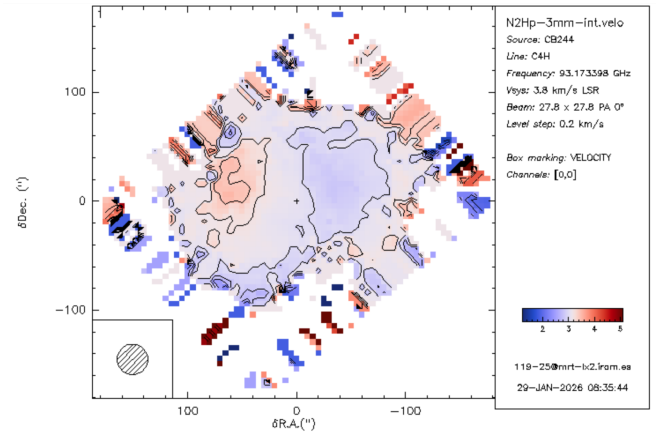 N2Hp-3mm-int.velo
Source: CB244
Line: C4H
Frequency: 93.173398 GHz
Vsys: 3.8 km/s LSR
Beam: 27.8 x 27.8 PA 0°
Level step: 0.2 km/s
Box marking: VELOCITY
Channels: [0,0]
100
0
-100
δDec. (")
100
0
-100
δR.A.(")
2
3
4
5
119-25@mrt-lx2.iram.es
29-JAN-2026 08:35:44